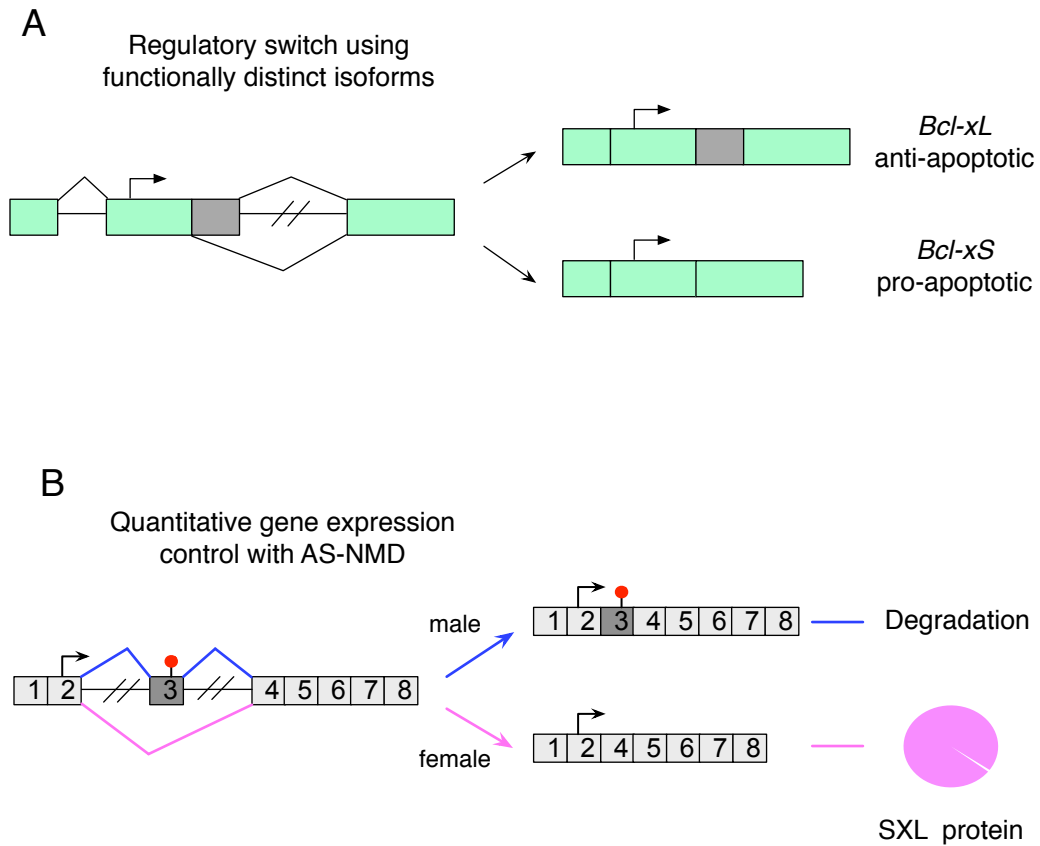 A
Regulatory switch using
functionally distinct isoforms
Bcl-xL
anti-apoptotic
Bcl-xS
pro-apoptotic
B
Quantitative gene expression
control with AS-NMD
1 2 3 4 5 6 7 8
male
1 2 3 4 5 6 7 8
Degradation
female
1 2 4 5 6 7 8
SXL protein